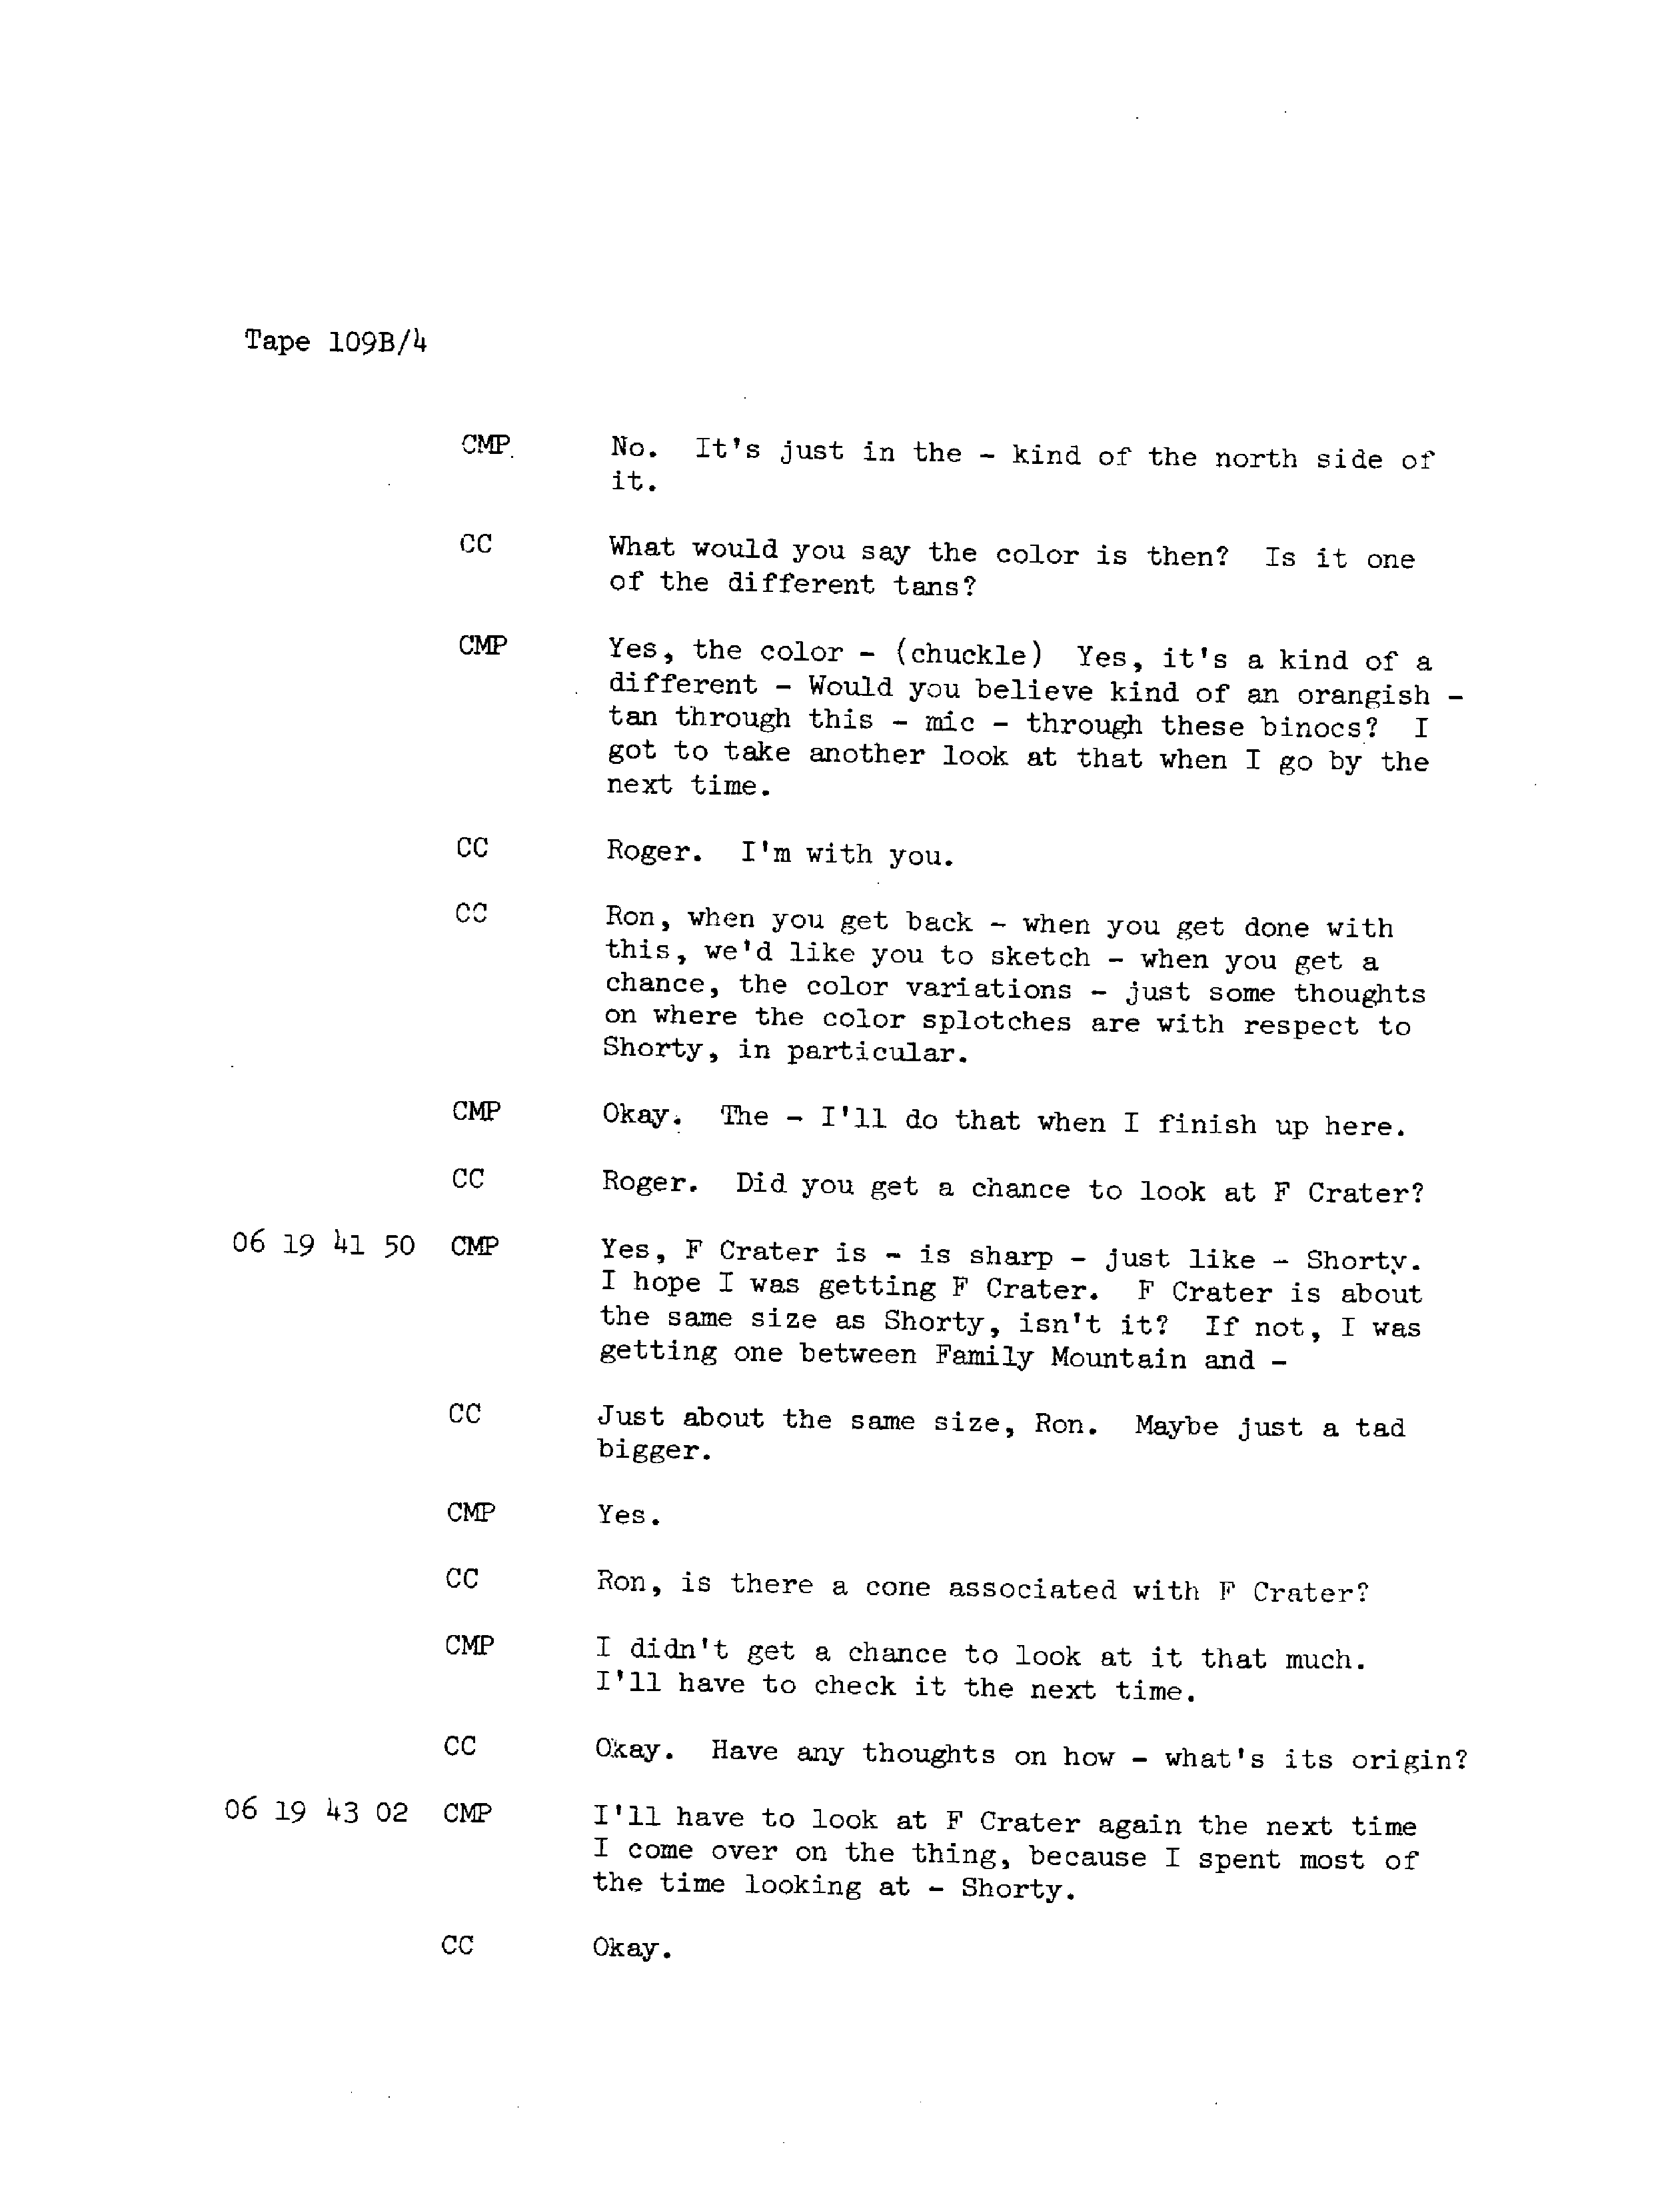 Tape 109B/4
CMP No. It's just in the - kind of the north side of
it.
CC What would you say the color is then? Is it one
of the different tans?
CMP Yes, the color - (chuckle) Yes, it's a kind of a
different - Would you believe kind of an orangish -
tan through this - mic - through these binocs? I
got to take another look at that when I go by the
next time.
CC Roger. I'm with you.
CC Ron, when you get back - when you get done with
this, we'd like you to sketch - when you get a
chance, the color variations - just some thoughts
on where the color splotches are with respect to
Shorty, in particular.
CMP Okay. The - I'll do that when I finish up here.
CC Roger. Did you get a chance to look at F Crater?
06 19 41 50 CMP Yes, F Crater is - is sharp - just like - Shorty.
I hope I was getting F Crater. F Crater is about
the same size as Shorty, isn't it? If not, I was
getting one between Family Mountain and -
CC Just about the same size, Ron. Maybe just a tad
bigger.
CMP Yes.
CC Ron, is there a cone associated with F Crater?
CMP I didn't get a chance to look at it that much.
I'll have to check it the next time.
CC Okay. Have any thoughts on how - what's its origin?
06 19 43 02 CMP I'll have to look at F Crater again the next time
I come over on the thing, because I spent most of
the time looking at - Shorty.
CC Okay.